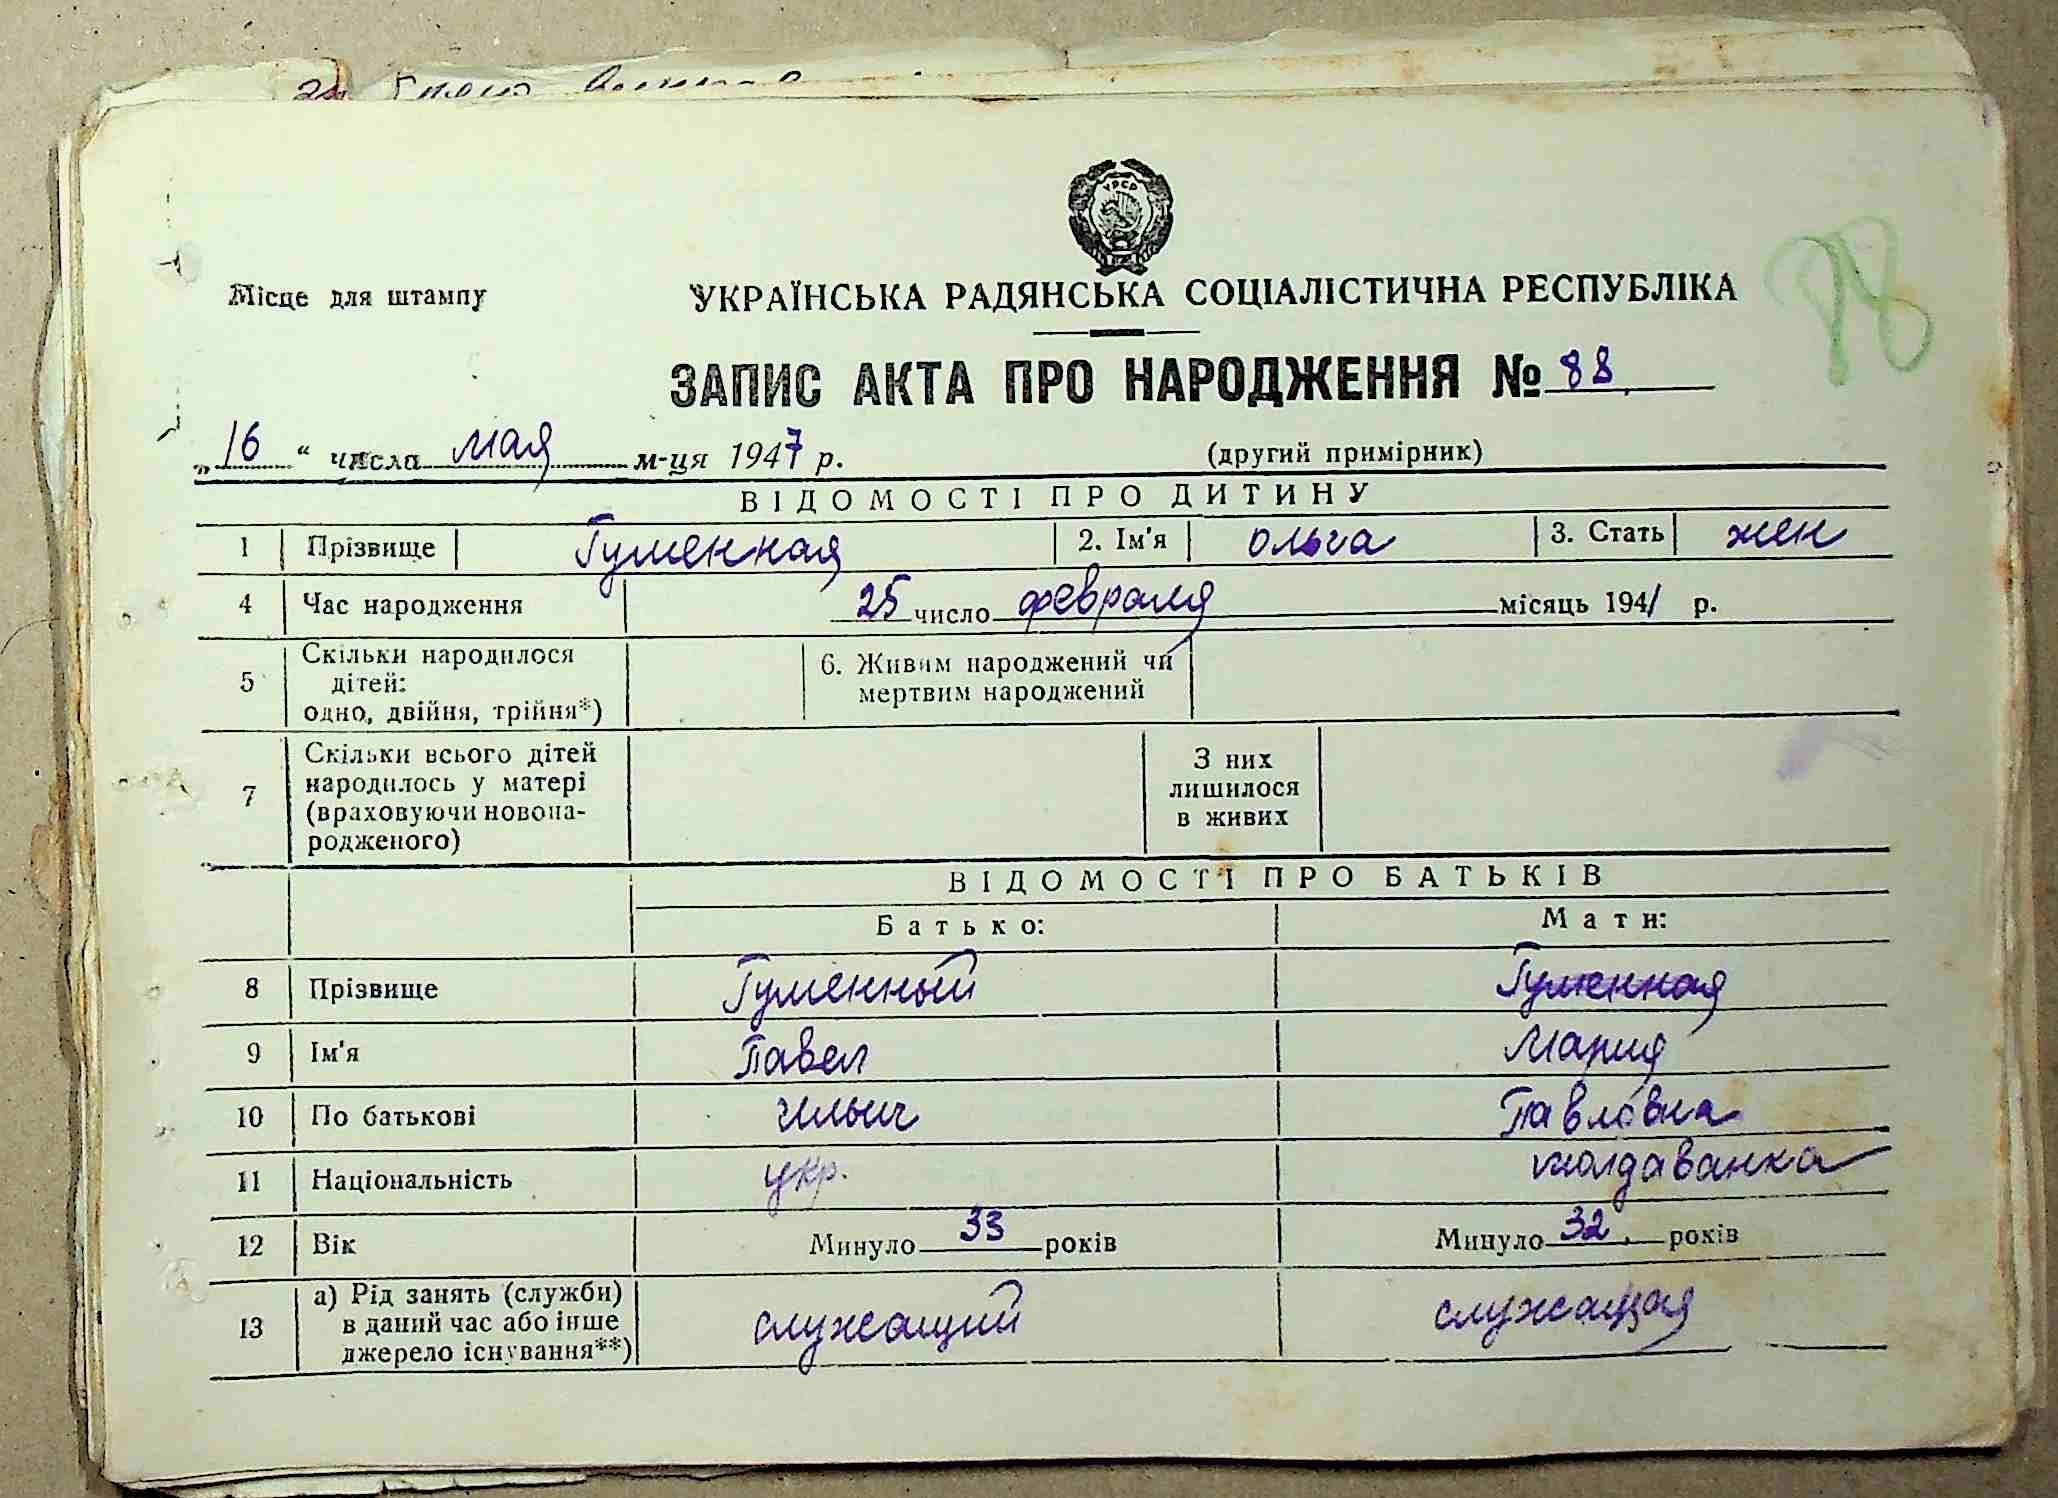 УРСР
Місце для штампу
УКРАЇНСЬКА РАДЯНСЬКА СОЦІАЛІСТИЧНА РЕСПУБЛІКА
88
ЗАПИС АКТА ПРО НАРОДЖЕННЯ № 88
„16“ числа мая м-ця 1947 р.
(другий примірник)
ВІДОМОСТІ ПРО ДИТИНУ
1 Прізвище Гуменная 2. Ім'я Ольга 3. Стать жен
4 Час народження 25 число февраля місяць 1941 р.
5 Скільки народилося
дітей:
одно, двійня, трійня*)
6. Живим народжений чи
мертвим народжений
7 Скільки всього дітей
народилось у матері
(враховуючи новона-
родженого)
З них
лишилося
в живих
ВІДОМОСТІ ПРО БАТЬКІВ
Батько: Мати:
8 Прізвище Гуменный Гуменная
9 Ім'я Павел Мария
10 По батькові Ильич Павловна
11 Національність укр. молдаванка
12 Вік Минуло 33 років Минуло 32 років
13 а) Рід занять (служби)
в даний час або інше
джерело існування**)
служащий служащая